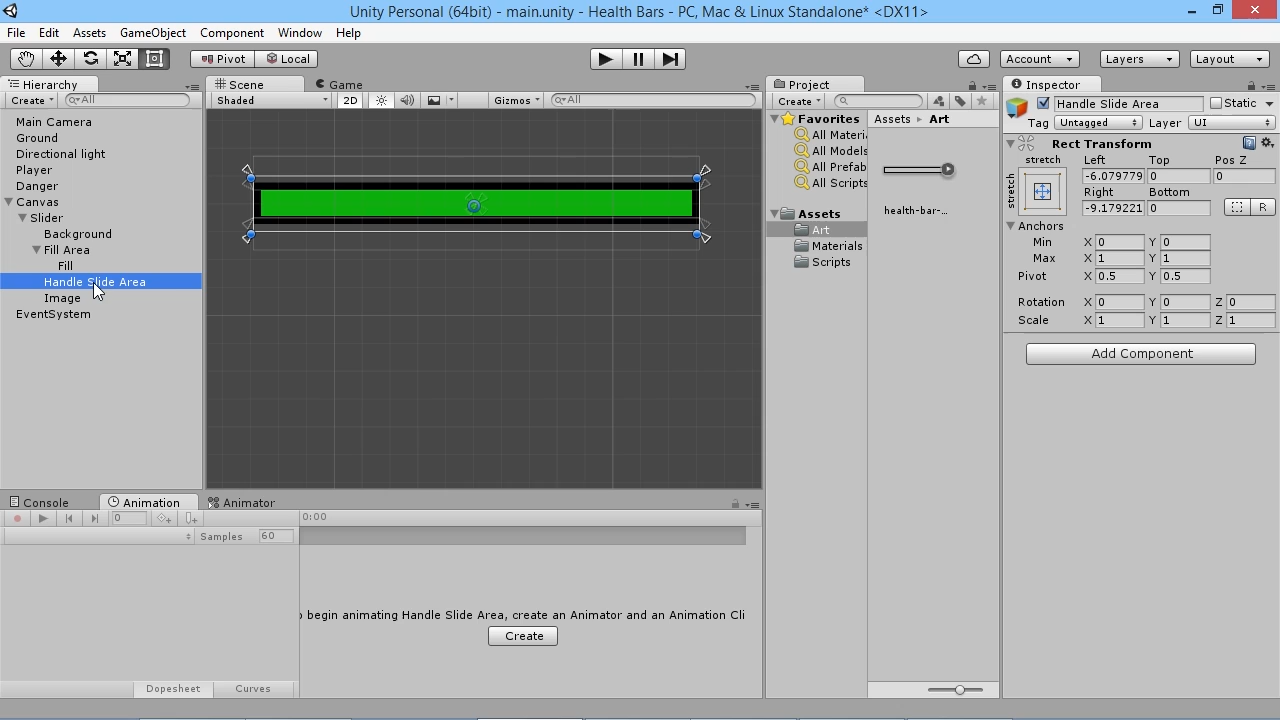 Unity Personal (64bit) - main.unity - Health Bars - PC, Mac & Linux Standalone* <DX11>
File Edit Assets GameObject Component Window Help
Pivot Local Account Layers Layout
Hierarchy
Create All
Main Camera
Ground
Directional light
Player
Danger
Canvas
Slider
Background
Fill Area
Fill
Handle Slide Area
Image
EventSystem
Scene Game
Shaded 2D Gizmos All
Project
Create
Favorites
All Materi
All Models
All Prefab
All Scripts
Assets
Art
Materials
Scripts
Assets ▸ Art
health-bar-...
Inspector
Handle Slide Area Static
Tag Untagged Layer UI
Rect Transform
stretch Left Top Pos Z
stretch -6.079779 0 0
Right Bottom
-9.179221 0 R
Anchors
Min X 0 Y 0
Max X 1 Y 1
Pivot X 0.5 Y 0.5
Rotation X 0 Y 0 Z 0
Scale X 1 Y 1 Z 1
Add Component
Console Animation Animator
0 0:00
Samples 60
begin animating Handle Slide Area, create an Animator and an Animation Cli
Create
Dopesheet Curves